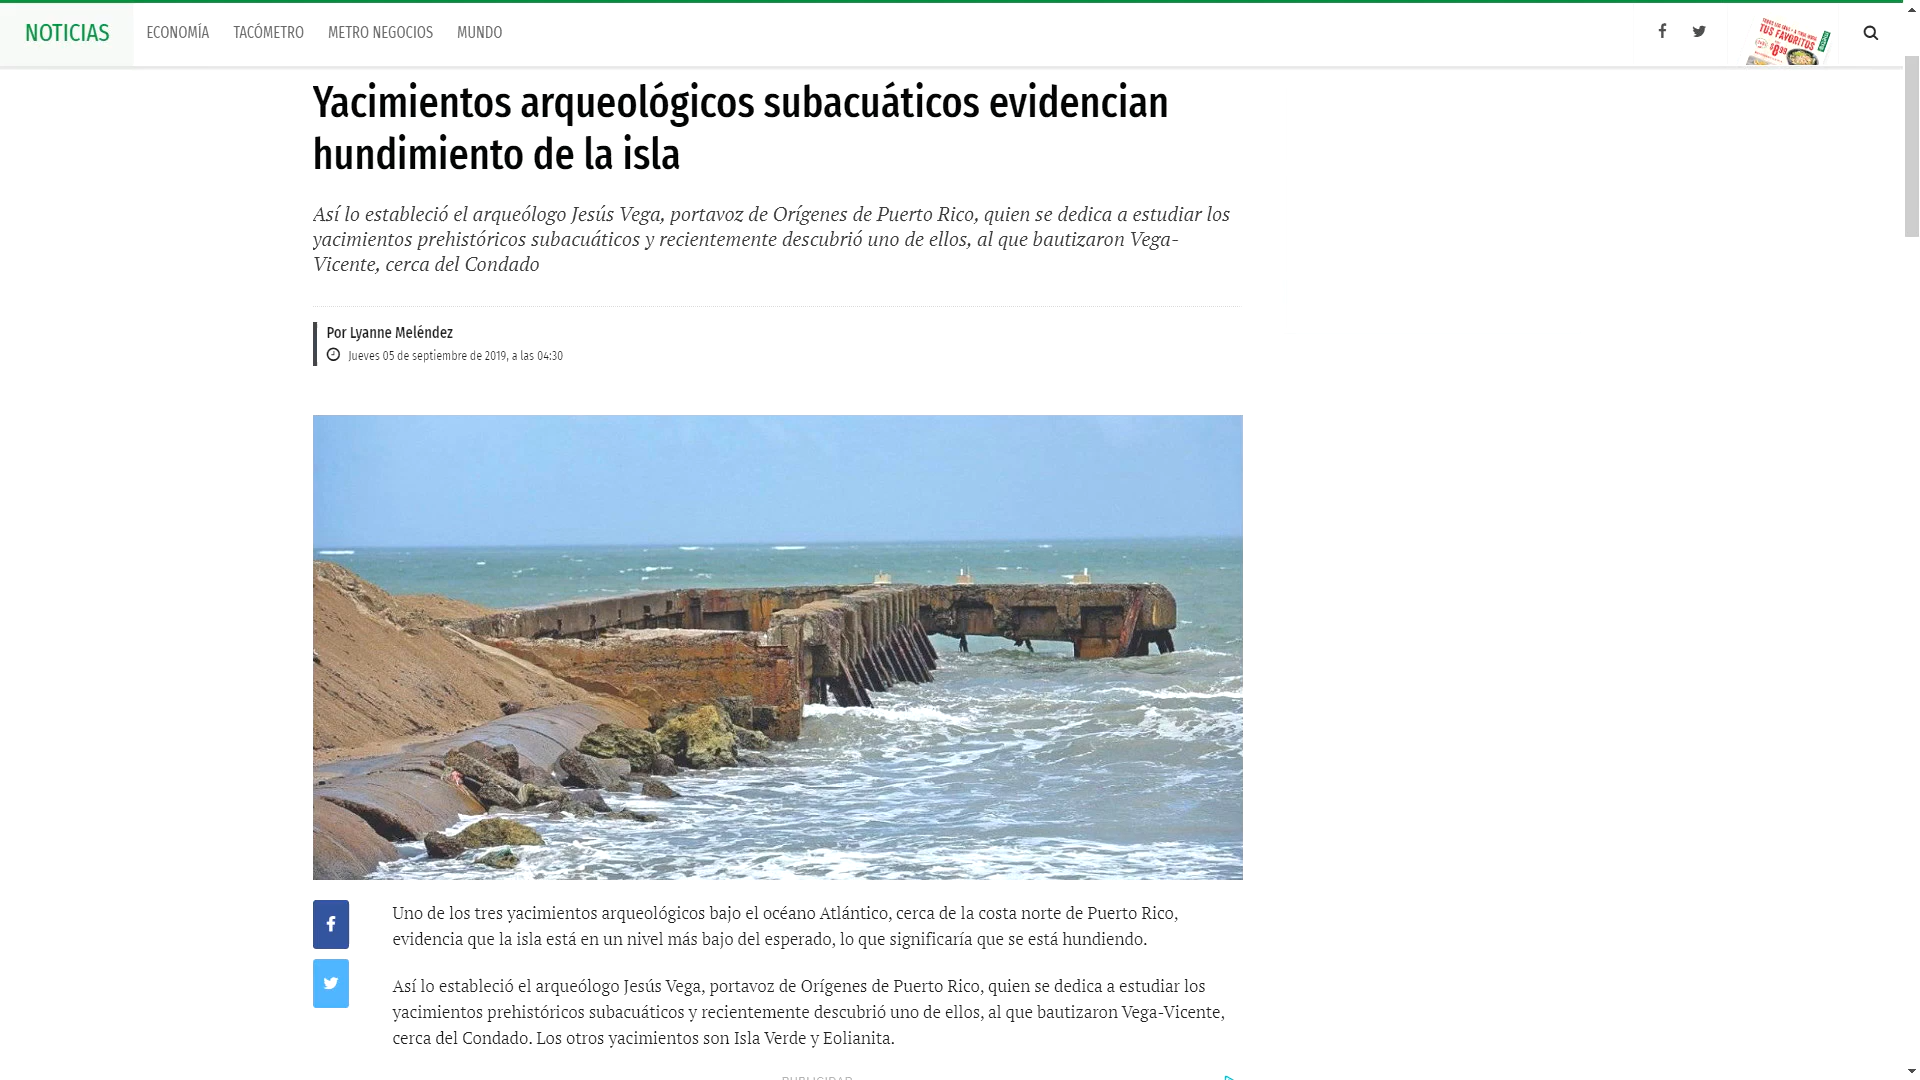 NOTICIAS ECONOMÍA TACÓMETRO METRO NEGOCIOS MUNDO
TUS FAVORITOS
Yacimientos arqueológicos subacuáticos evidencian
hundimiento de la isla
Así lo estableció el arqueólogo Jesús Vega, portavoz de Orígenes de Puerto Rico, quien se dedica a estudiar los
yacimientos prehistóricos subacuáticos y recientemente descubrió uno de ellos, al que bautizaron Vega-
Vicente, cerca del Condado
Por Lyanne Meléndez
Jueves 05 de septiembre de 2019, a las 04:30
Uno de los tres yacimientos arqueológicos bajo el océano Atlántico, cerca de la costa norte de Puerto Rico,
evidencia que la isla está en un nivel más bajo del esperado, lo que significaría que se está hundiendo.
Así lo estableció el arqueólogo Jesús Vega, portavoz de Orígenes de Puerto Rico, quien se dedica a estudiar los
yacimientos prehistóricos subacuáticos y recientemente descubrió uno de ellos, al que bautizaron Vega-Vicente,
cerca del Condado. Los otros yacimientos son Isla Verde y Eolianita.
PUBLICIDAD